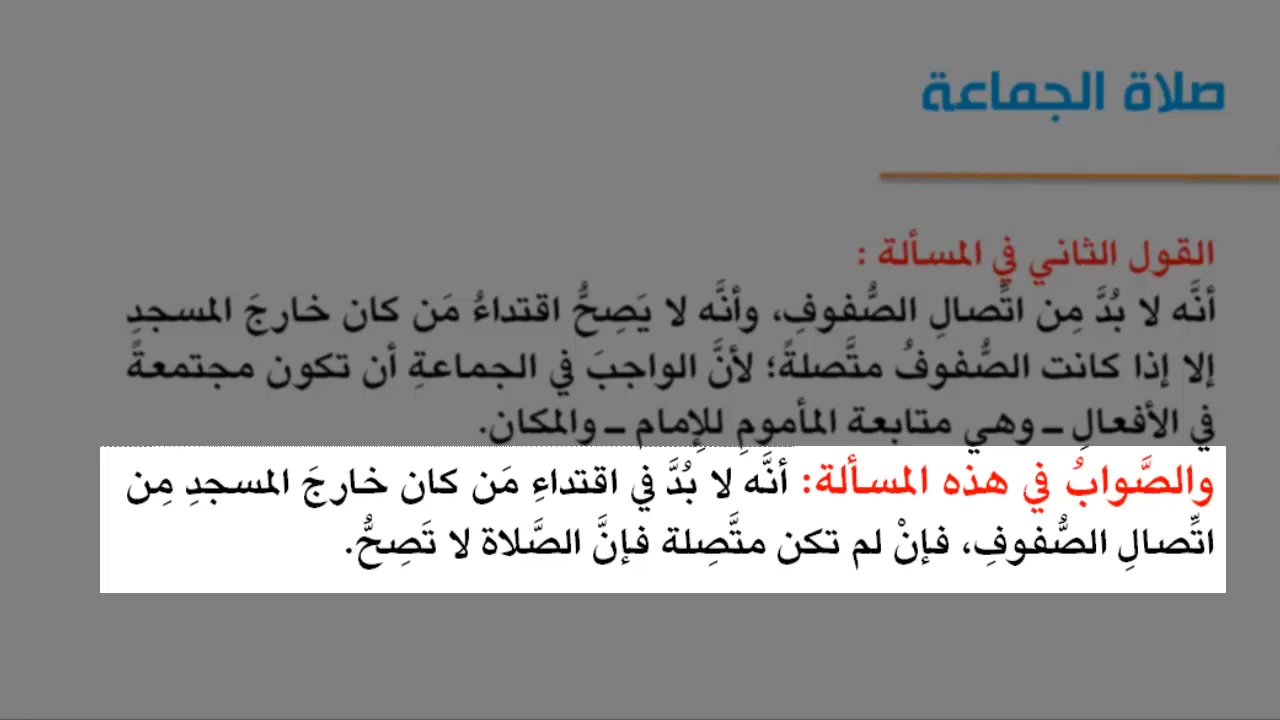 صلاة الجماعة
القول الثاني في المسألة :
أنَّه لا بُدَّ مِن اتِّصالِ الصُّفوفِ، وأنَّه لا يَصِحُّ اقتداءُ مَن كان خارجَ المسجدِ
إلا إذا كانت الصُّفوفُ متَّصلةً؛ لأنَّ الواجبَ في الجماعةِ أن تكون مجتمعةً
في الأفعالِ ـ وهي متابعة المأمومِ للإِمام ـ والمكان.
والصَّوابُ في هذه المسألة: أنَّه لا بُدَّ في اقتداءِ مَن كان خارجَ المسجدِ مِن
اتِّصالِ الصُّفوفِ، فإنْ لم تكن متَّصِلة فإنَّ الصَّلاة لا تَصِحُّ.